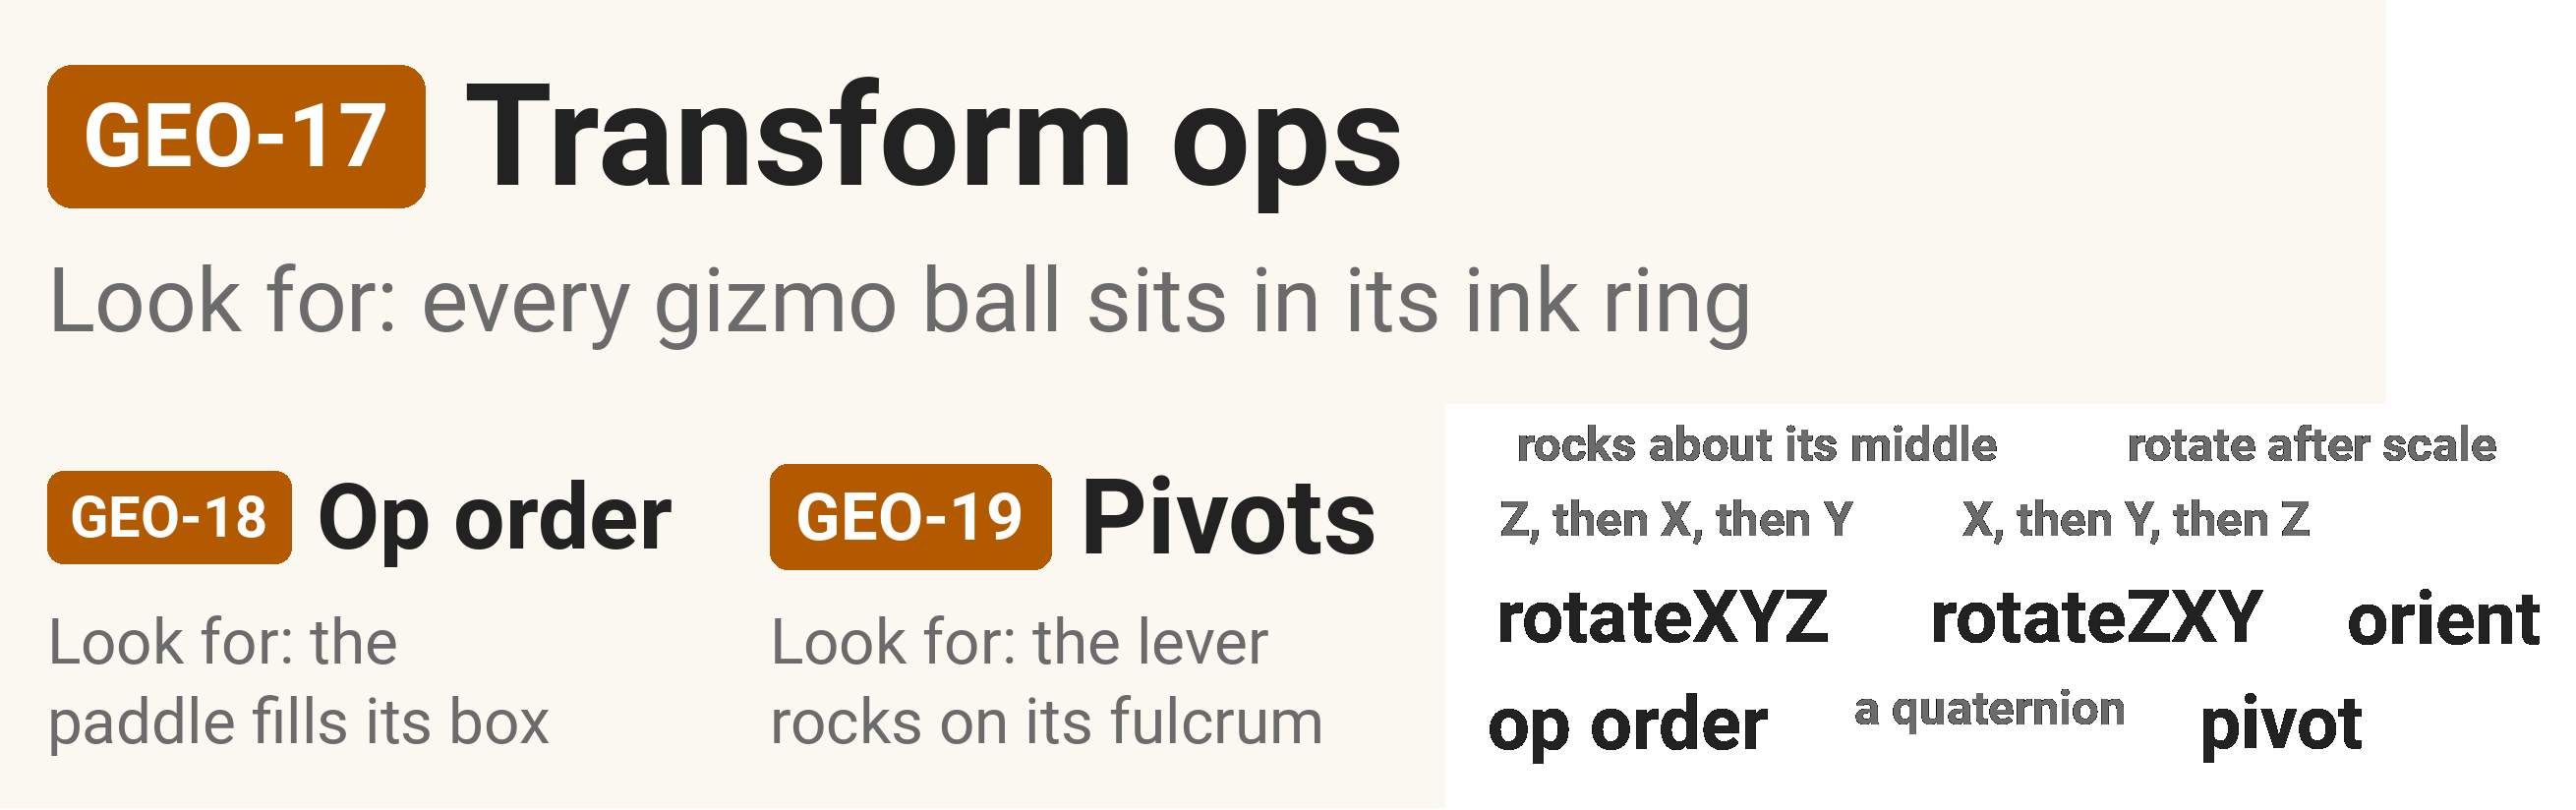 GEO-17 Transform ops
Look for: every gizmo ball sits in its ink ring
GEO-18 Op order
Look for: the
paddle fills its box
GEO-19 Pivots
Look for: the lever
rocks on its fulcrum
rocks about its middle
rotate after scale
Z, then X, then Y
X, then Y, then Z
rotateXYZ
rotateZXY
orient
op order
a quaternion
pivot